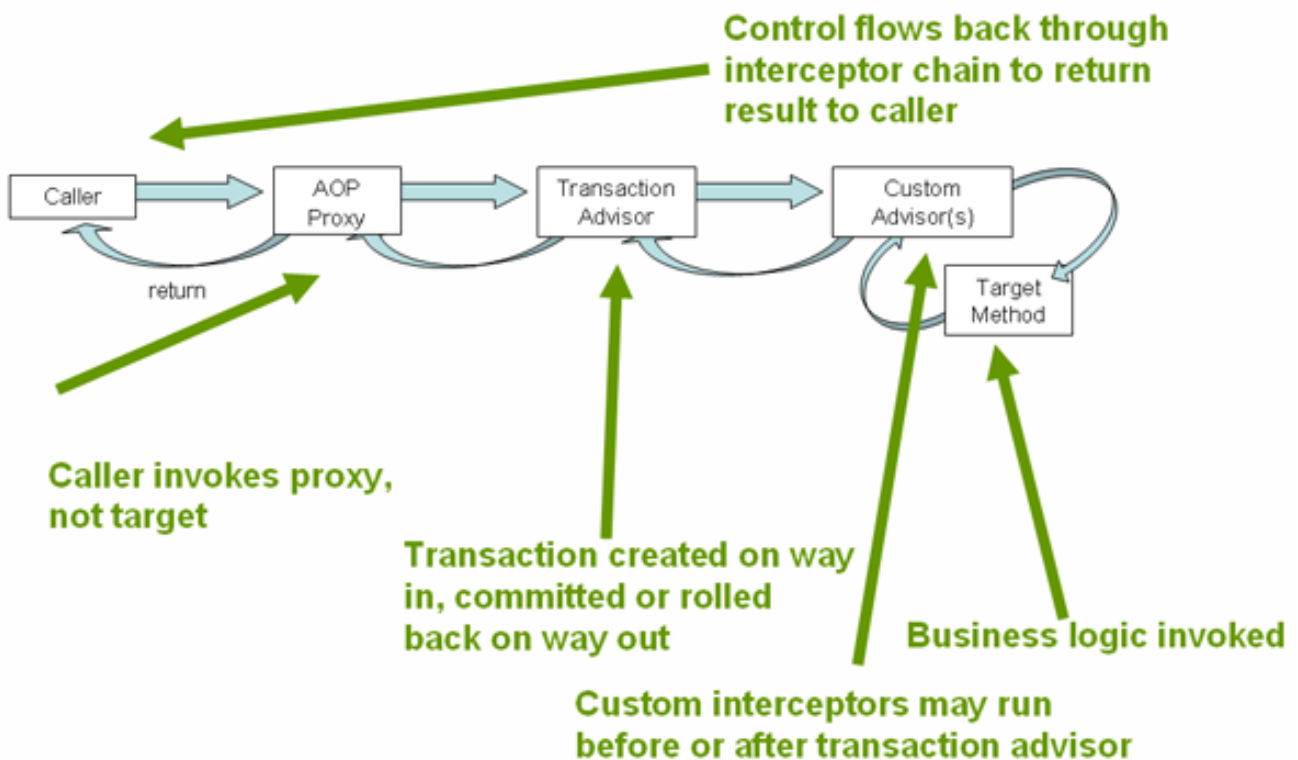 Control flows back through
interceptor chain to return
result to caller
Caller
AOP
Proxy
Transaction
Advisor
Custom
Advisor(s)
return
Target
Method
Caller invokes proxy,
not target
Transaction created on way
in, committed or rolled
back on way out
Business logic invoked
Custom interceptors may run
before or after transaction advisor